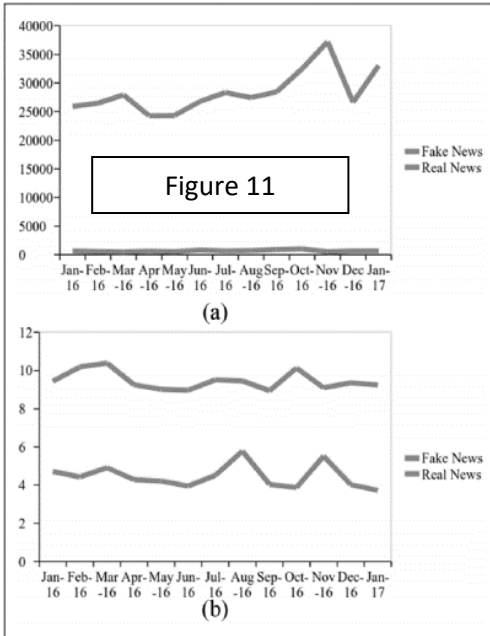 40000
35000
30000
25000
20000
15000
10000
5000
0
Figure 11
Fake News
Real News
Jan- Feb- Mar Apr- May Jun- Jul- Aug- Sep- Oct- Nov Dec Jan-
16 16 -16 16 -16 16 16 16 16 16 -16 -16 17
(a)
12
10
8
6
4
2
0
Fake News
Real News
Jan- Feb- Mar Apr- May Jun- Jul- Aug Sep- Oct- Nov Dec- Jan-
16 16 -16 16 -16 16 16 -16 16 16 -16 16 17
(b)